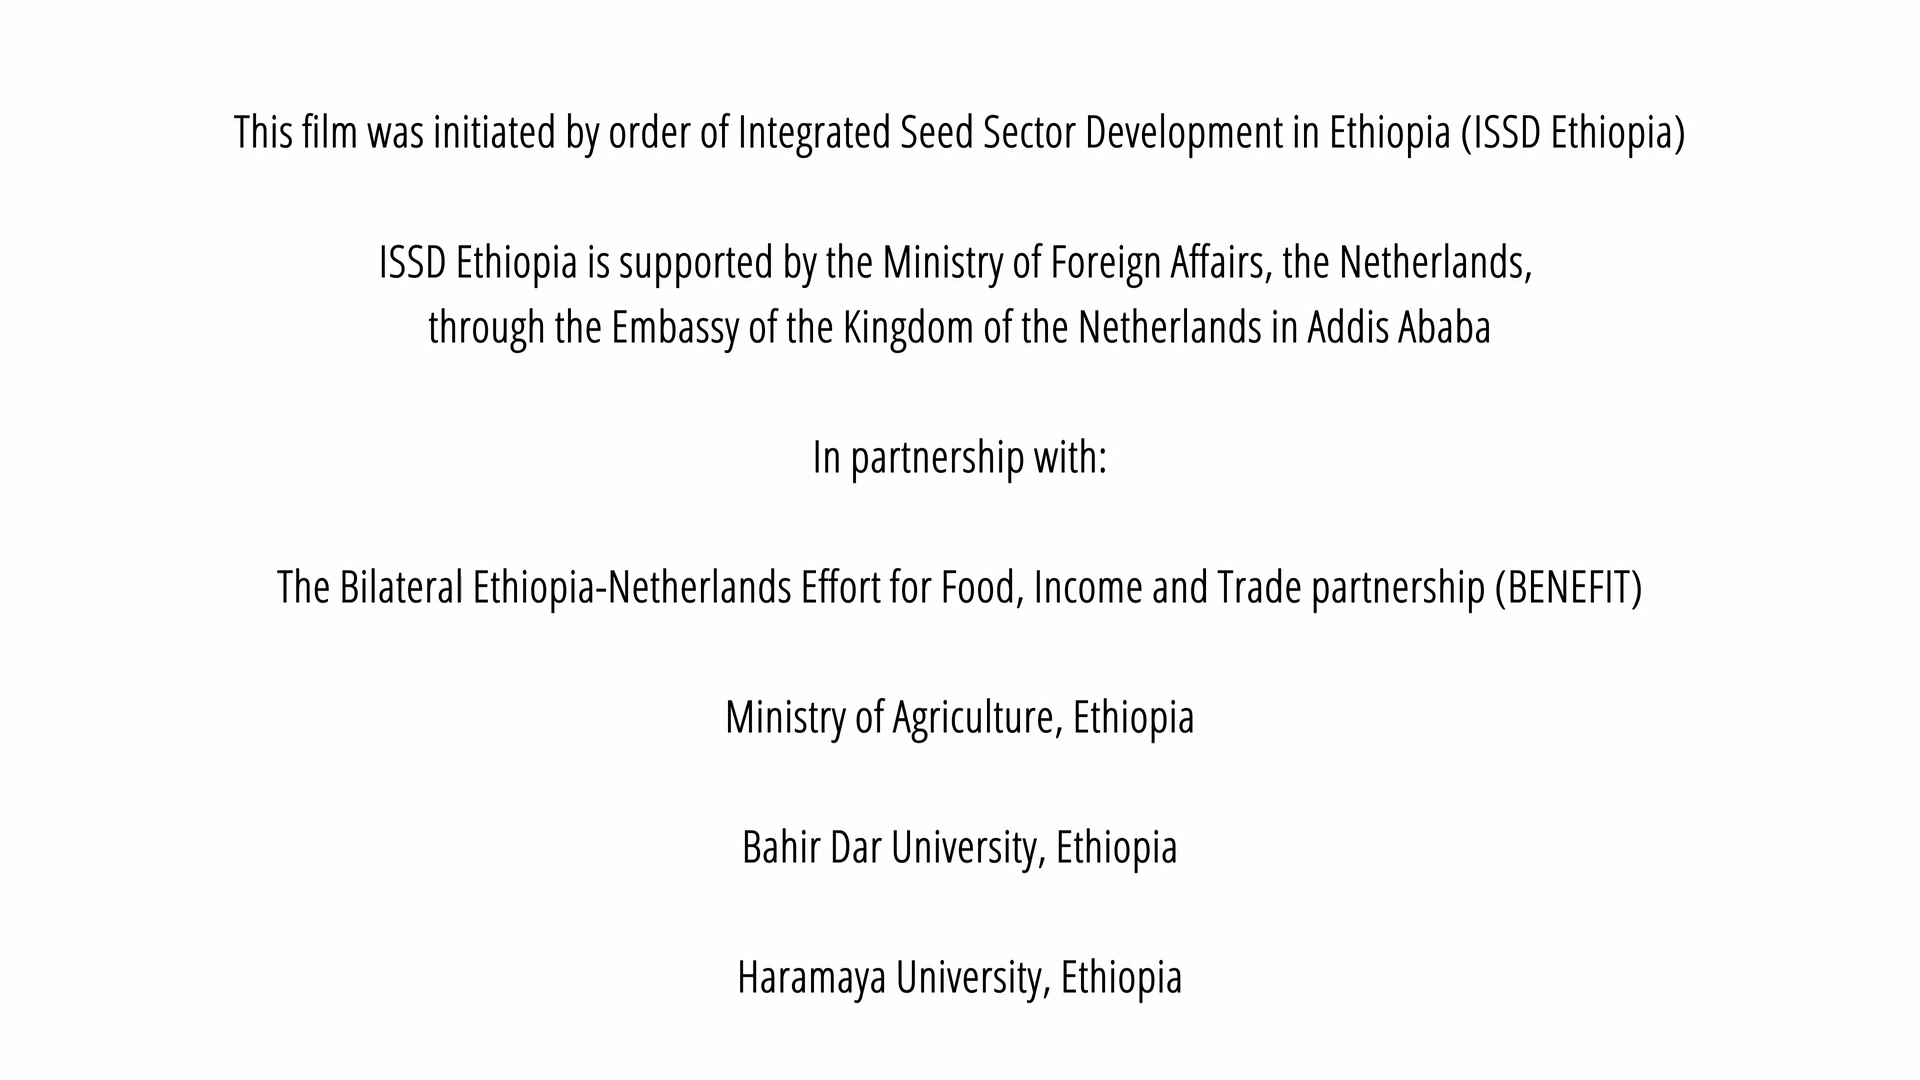 This film was initiated by order of Integrated Seed Sector Development in Ethiopia (ISSD Ethiopia)
ISSD Ethiopia is supported by the Ministry of Foreign Affairs, the Netherlands,
through the Embassy of the Kingdom of the Netherlands in Addis Ababa
In partnership with:
The Bilateral Ethiopia-Netherlands Effort for Food, Income and Trade partnership (BENEFIT)
Ministry of Agriculture, Ethiopia
Bahir Dar University, Ethiopia
Haramaya University, Ethiopia